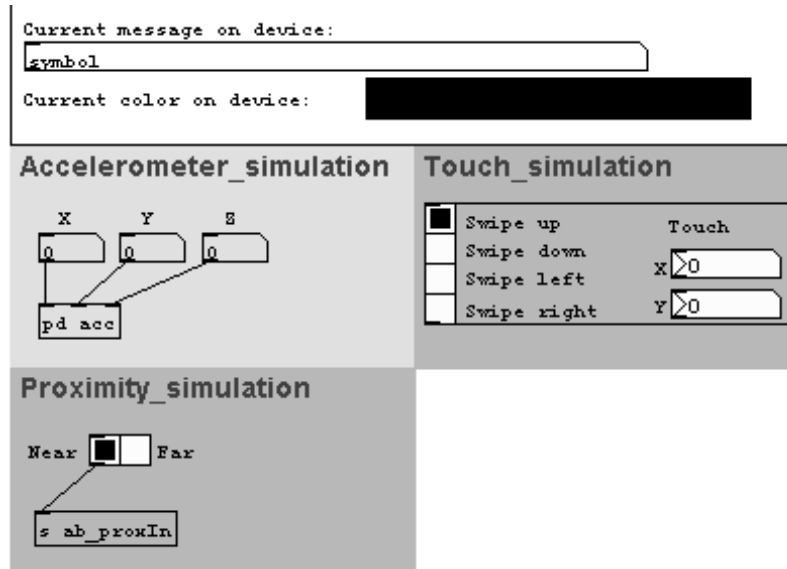 Current message on device:
symbol
Current color on device:
Accelerometer_simulation
X Y Z
0 0 0
pd acc
Touch_simulation
Swipe up
Swipe down
Swipe left
Swipe right
Touch
X 0
Y 0
Proximity_simulation
Near Far
s ab_proxIn